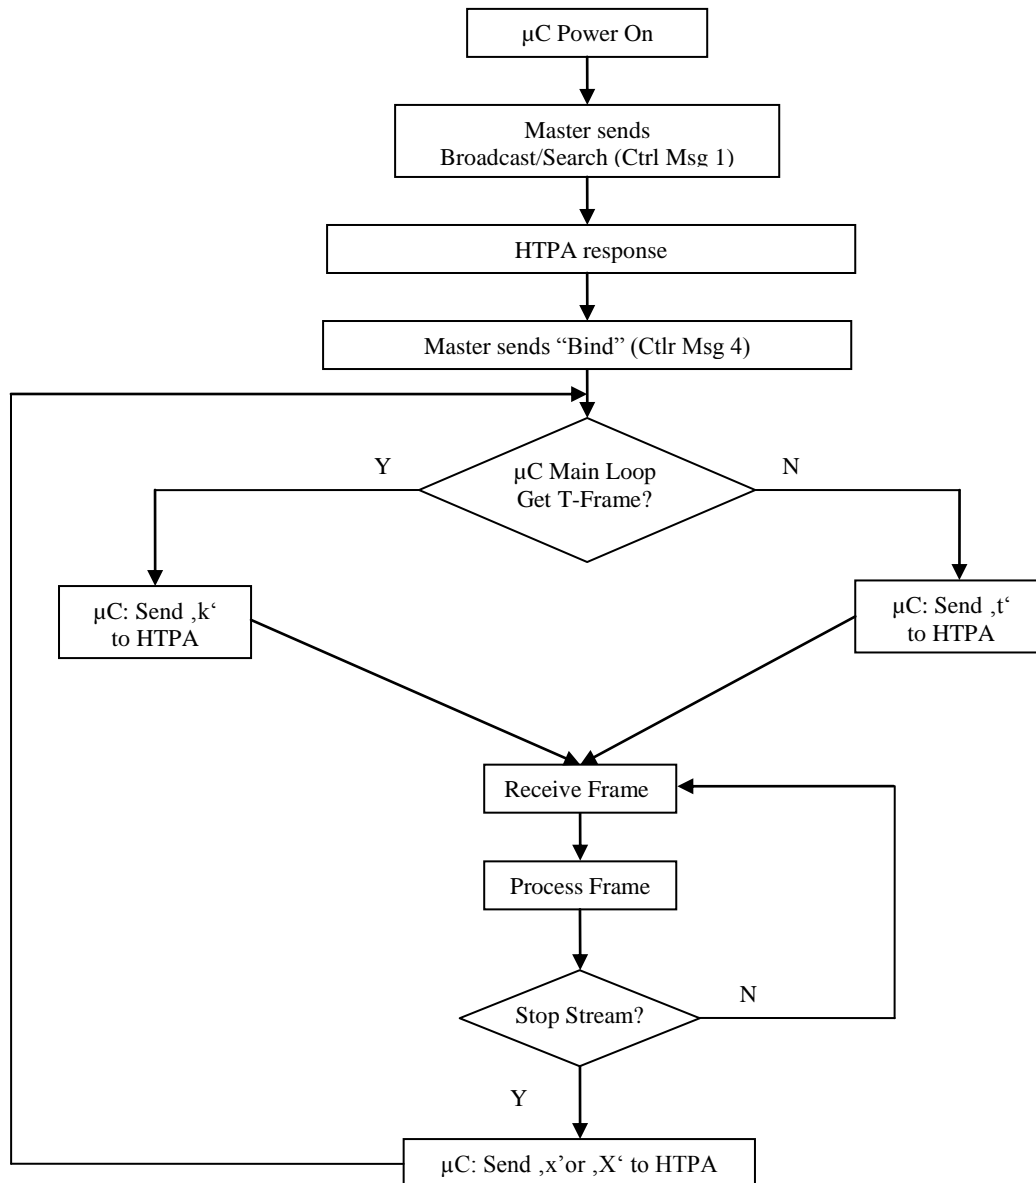 µC Power On
Master sends
Broadcast/Search (Ctrl Msg 1)
HTPA response
Master sends “Bind” (Ctlr Msg 4)
Y
N
µC Main Loop
Get T-Frame?
µC: Send ‚k‘
to HTPA
µC: Send ‚t‘
to HTPA
Receive Frame
Process Frame
N
Stop Stream?
Y
µC: Send ‚x’or ‚X‘ to HTPA